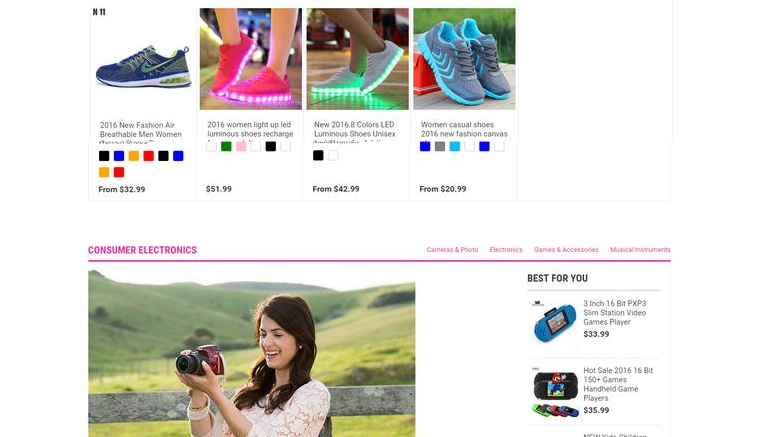 N 11
2016 New Fashion Air
Breathable Men Women
2016 women light up led
luminous shoes recharge
New 2016 8 Colors LED
Luminous Shoes Unisex
Women casual shoes
2016 new fashion canvas
From $32.99
$51.99
From $42.99
From $20.99
CONSUMER ELECTRONICS
Cameras & Photo
Electronics
Games & Accessories
Musical Instruments
BEST FOR YOU
3 Inch 16 Bit PXP3
Slim Station Video
Games Player
$33.99
Hot Sale 2016 16 Bit
150+ Games
Handheld Game
Players
$35.99
NEW Kids Children